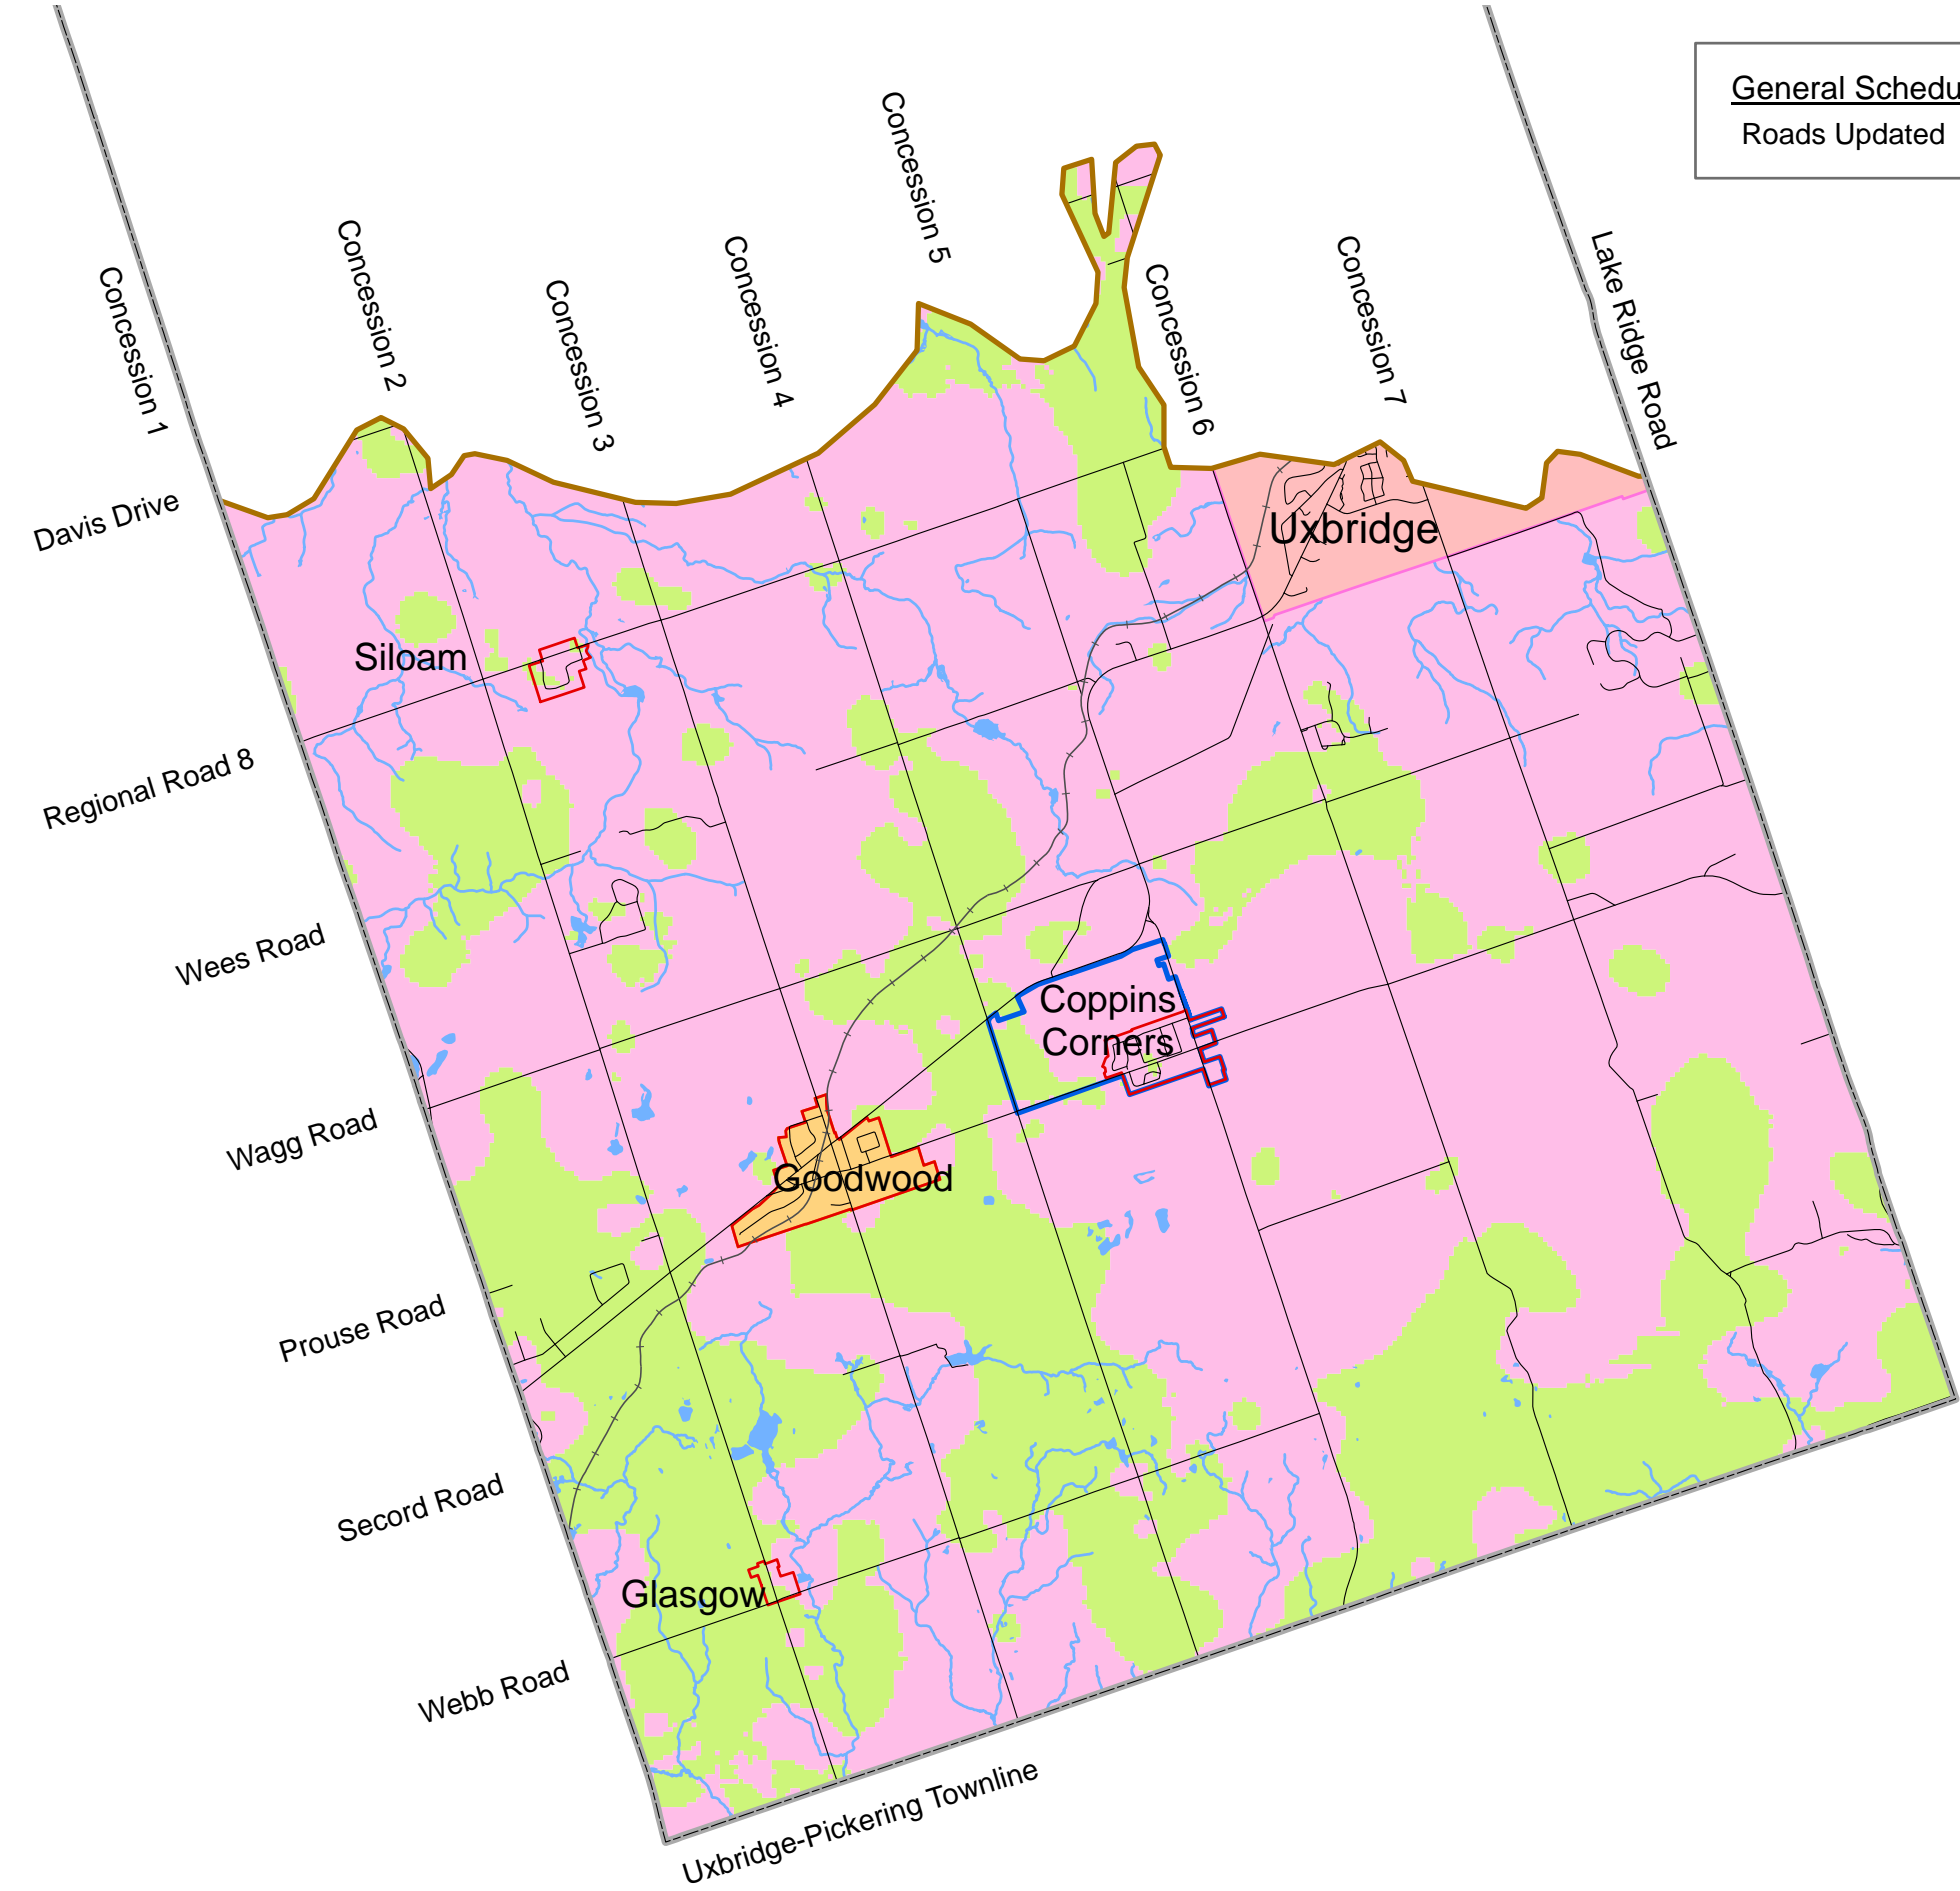 General Schedu
Roads Updated
Concession 1
Concession 2
Concession 3
Concession 4
Concession 5
Concession 6
Concession 7
Lake Ridge Road
Davis Drive
Uxbridge
Siloam
Regional Road 8
Wees Road
Coppins
Corners
Wagg Road
Goodwood
Prouse Road
Secord Road
Glasgow
Webb Road
Uxbridge-Pickering Townline